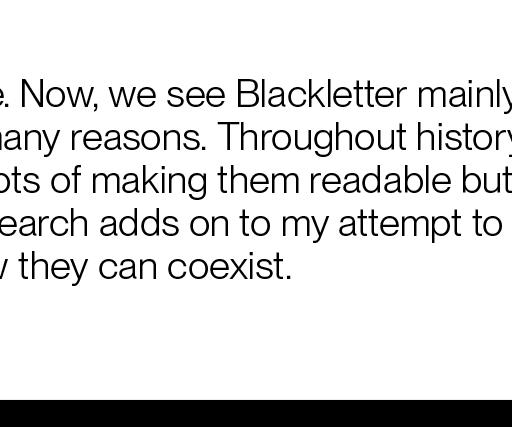 e. Now, we see Blackletter mainly
many reasons. Throughout history
ots of making them readable but
search adds on to my attempt to
w they can coexist.